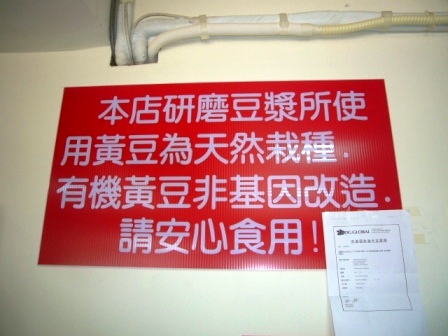 本店研磨豆漿所使
用黃豆為天然栽種.
有機黃豆非基因改造.
請安心食用!